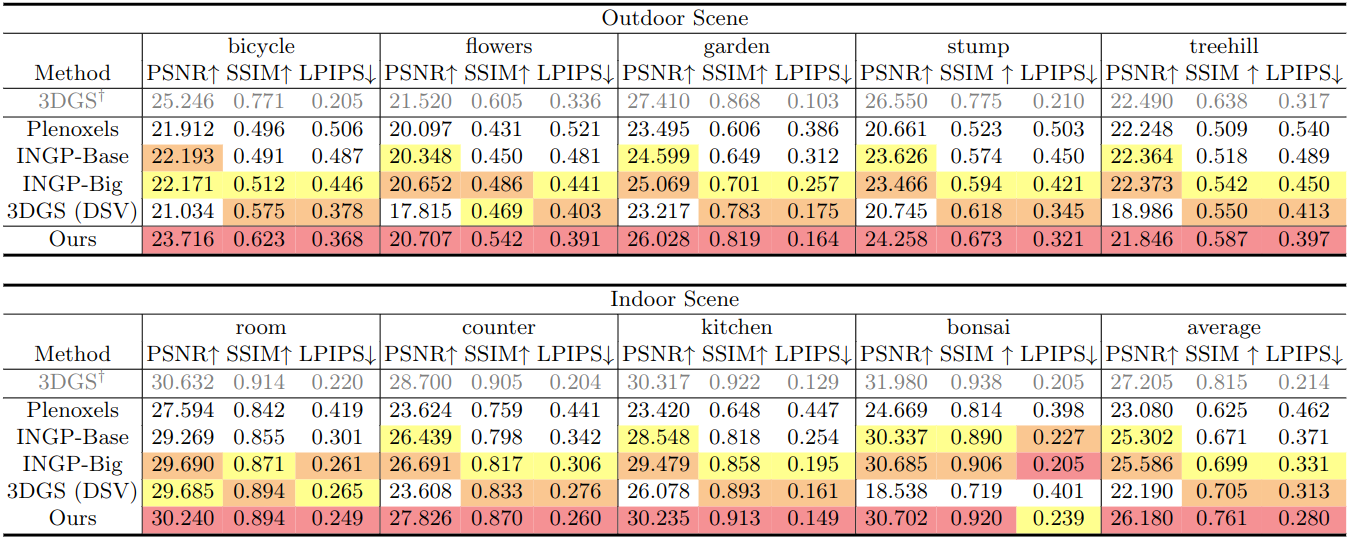 Outdoor Scene
bicycle flowers garden stump treehill
Method PSNR↑ SSIM↑ LPIPS↓ PSNR↑ SSIM↑ LPIPS↓ PSNR↑ SSIM↑ LPIPS↓ PSNR↑ SSIM ↑ LPIPS↓ PSNR↑ SSIM ↑ LPIPS↓
3DGS† 25.246 0.771 0.205 21.520 0.605 0.336 27.410 0.868 0.103 26.550 0.775 0.210 22.490 0.638 0.317
Plenoxels 21.912 0.496 0.506 20.097 0.431 0.521 23.495 0.606 0.386 20.661 0.523 0.503 22.248 0.509 0.540
INGP-Base 22.193 0.491 0.487 20.348 0.450 0.481 24.599 0.649 0.312 23.626 0.574 0.450 22.364 0.518 0.489
INGP-Big 22.171 0.512 0.446 20.652 0.486 0.441 25.069 0.701 0.257 23.466 0.594 0.421 22.373 0.542 0.450
3DGS (DSV) 21.034 0.575 0.378 17.815 0.469 0.403 23.217 0.783 0.175 20.745 0.618 0.345 18.986 0.550 0.413
Ours 23.716 0.623 0.368 20.707 0.542 0.391 26.028 0.819 0.164 24.258 0.673 0.321 21.846 0.587 0.397
Indoor Scene
room counter kitchen bonsai average
Method PSNR↑ SSIM↑ LPIPS↓ PSNR↑ SSIM↑ LPIPS↓ PSNR↑ SSIM↑ LPIPS↓ PSNR↑ SSIM ↑ LPIPS↓ PSNR↑ SSIM ↑ LPIPS↓
3DGS† 30.632 0.914 0.220 28.700 0.905 0.204 30.317 0.922 0.129 31.980 0.938 0.205 27.205 0.815 0.214
Plenoxels 27.594 0.842 0.419 23.624 0.759 0.441 23.420 0.648 0.447 24.669 0.814 0.398 23.080 0.625 0.462
INGP-Base 29.269 0.855 0.301 26.439 0.798 0.342 28.548 0.818 0.254 30.337 0.890 0.227 25.302 0.671 0.371
INGP-Big 29.690 0.871 0.261 26.691 0.817 0.306 29.479 0.858 0.195 30.685 0.906 0.205 25.586 0.699 0.331
3DGS (DSV) 29.685 0.894 0.265 23.608 0.833 0.276 26.078 0.893 0.161 18.538 0.719 0.401 22.190 0.705 0.313
Ours 30.240 0.894 0.249 27.826 0.870 0.260 30.235 0.913 0.149 30.702 0.920 0.239 26.180 0.761 0.280